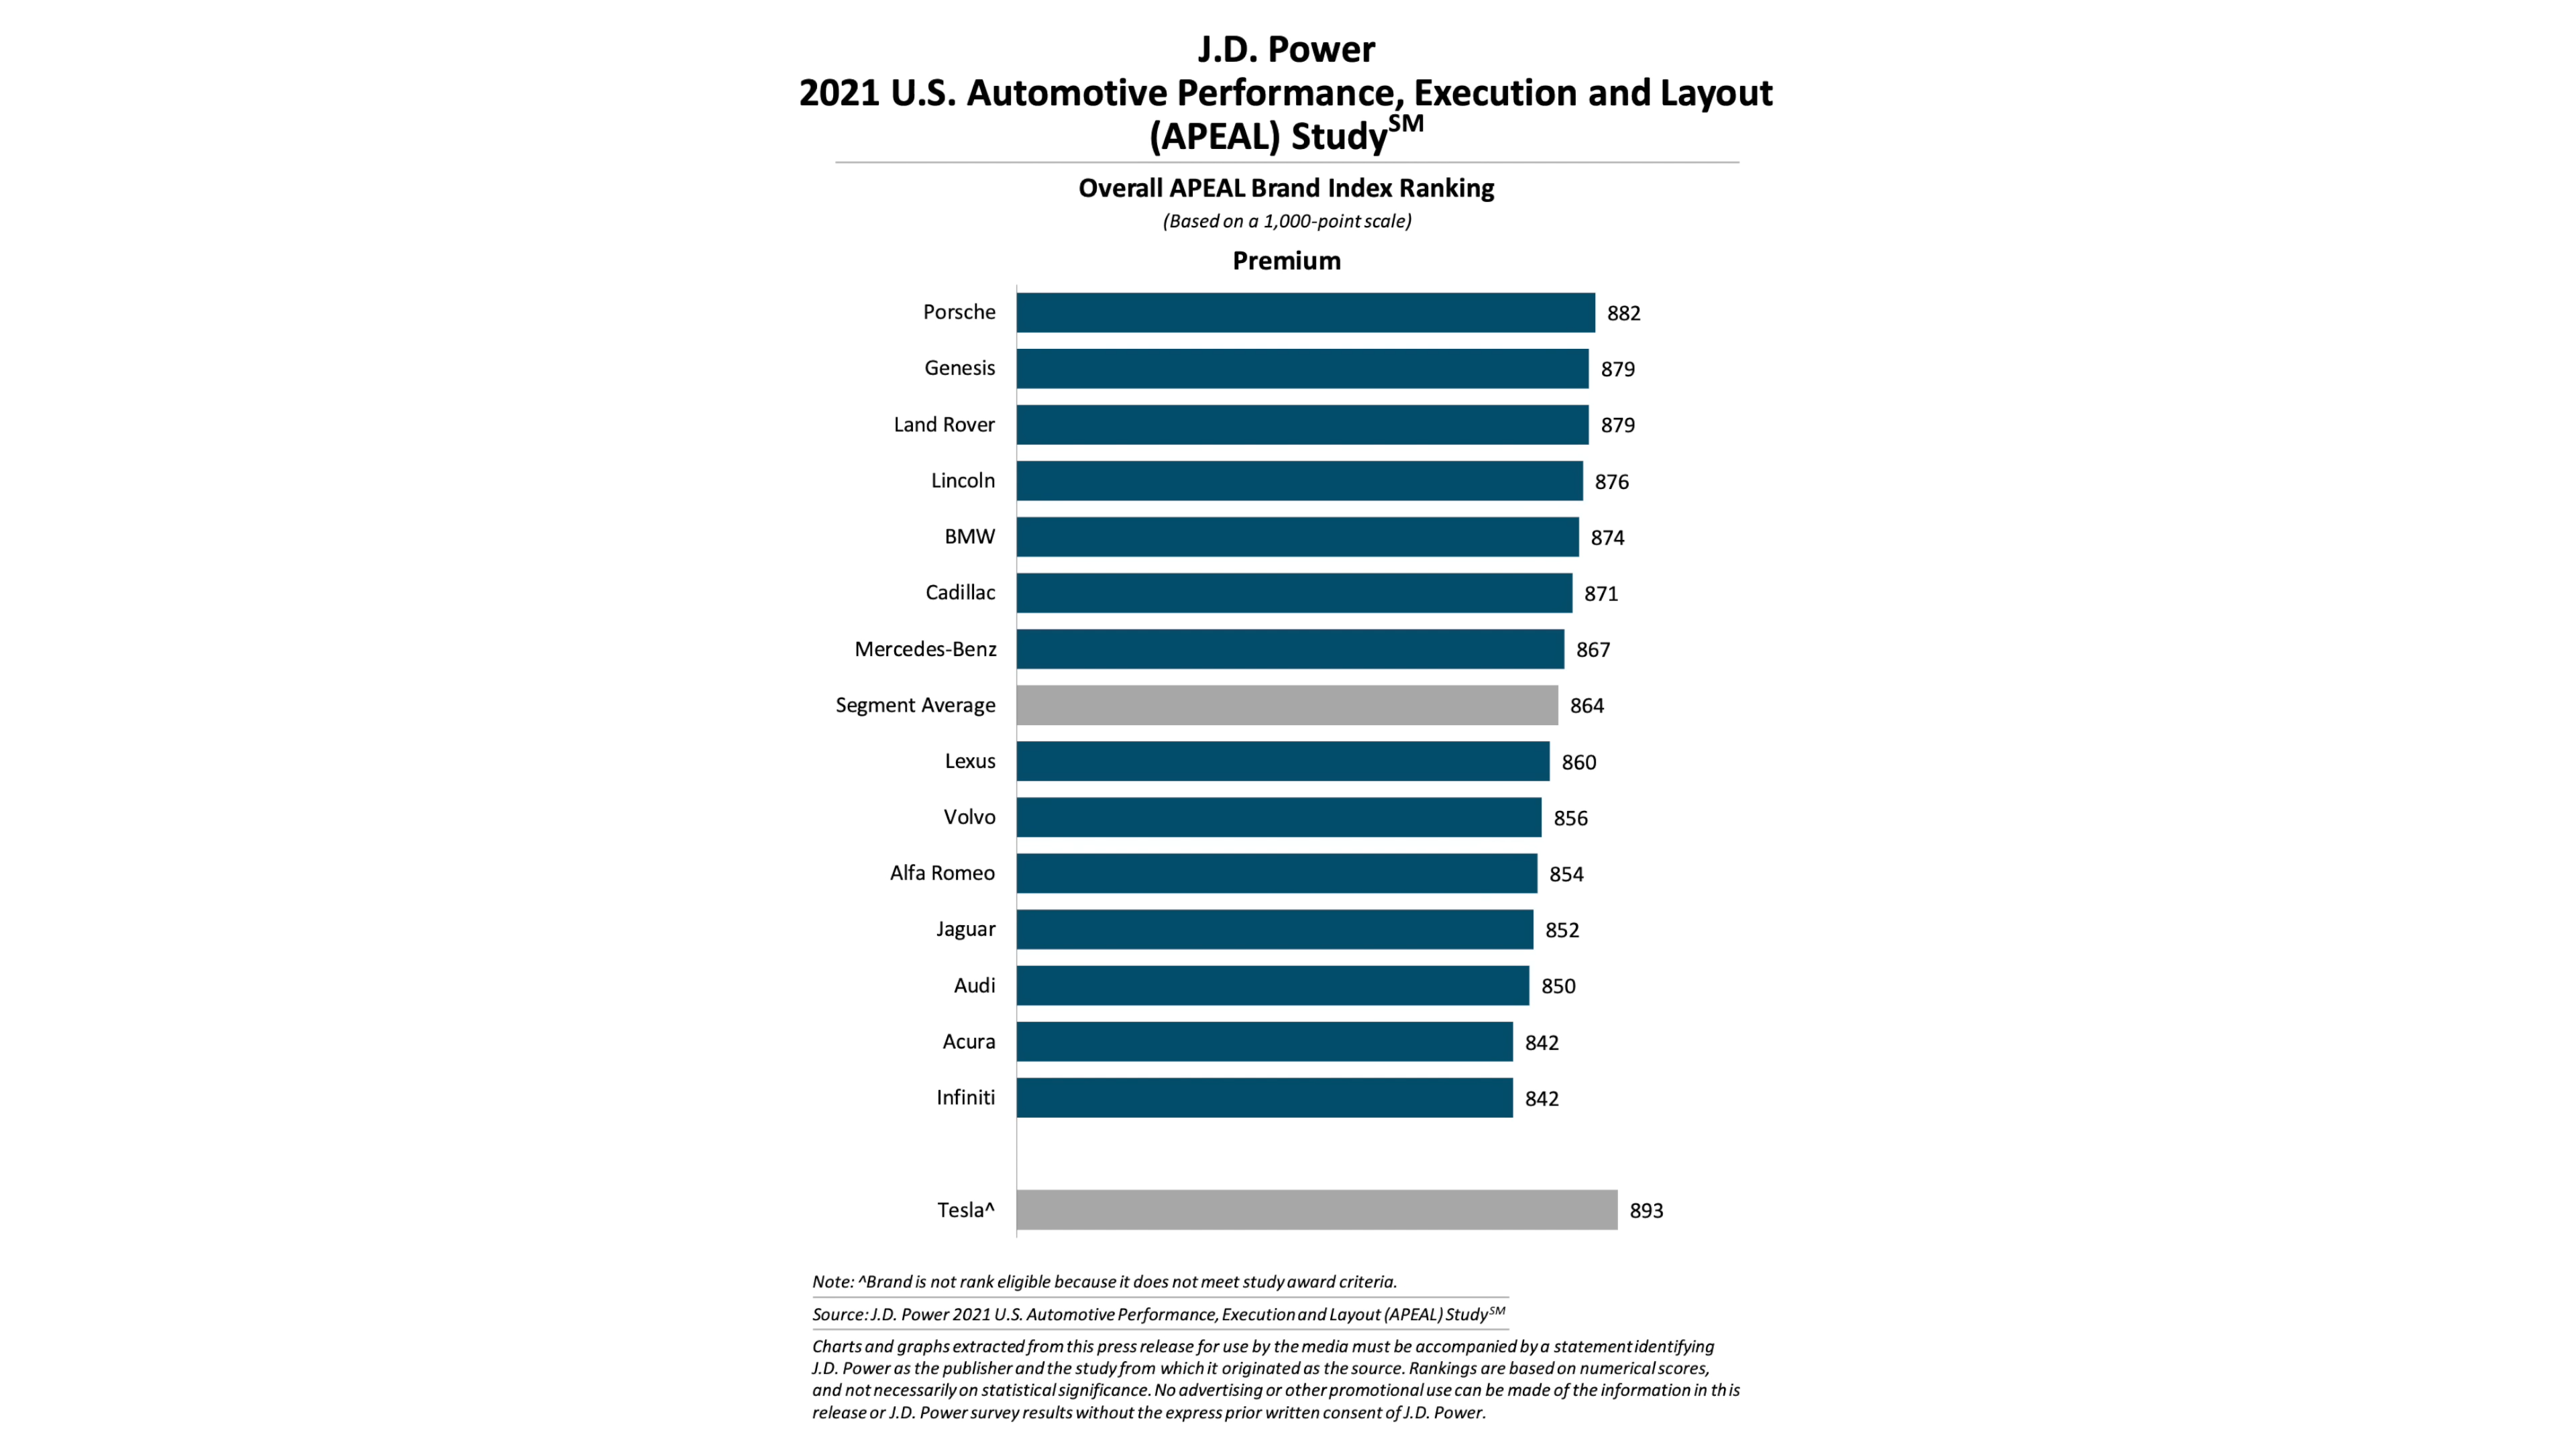 J.D. Power
2021 U.S. Automotive Performance, Execution and Layout
(APEAL) StudySM
Overall APEAL Brand Index Ranking
(Based on a 1,000-point scale)
Premium
Porsche 882
Genesis 879
Land Rover 879
Lincoln 876
BMW 874
Cadillac 871
Mercedes-Benz 867
Segment Average 864
Lexus 860
Volvo 856
Alfa Romeo 854
Jaguar 852
Audi 850
Acura 842
Infiniti 842
Tesla^ 893
Note: ^Brand is not rank eligible because it does not meet study award criteria.
Source: J.D. Power 2021 U.S. Automotive Performance, Execution and Layout (APEAL) StudySM
Charts and graphs extracted from this press release for use by the media must be accompanied by a statement identifying
J.D. Power as the publisher and the study from which it originated as the source. Rankings are based on numerical scores,
and not necessarily on statistical significance. No advertising or other promotional use can be made of the information in this
release or J.D. Power survey results without the express prior written consent of J.D. Power.